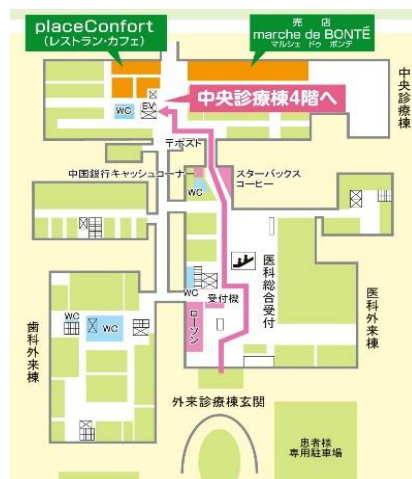 placeConfort
(レストラン・カフェ)
売店
marche de BONTÉ
マルシェ ドゥ ボンテ
中央診療棟
WC
EV
中央診療棟4階へ
〒ポスト
中国銀行キャッシュコーナー
WC
スターバックス
コーヒー
医科総合受付
WC
受付機
ローソン
WC
WC
歯科外来棟
医科外来棟
外来診療棟玄関
患者様
専用駐車場